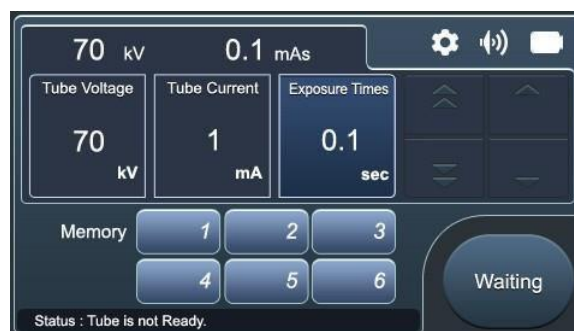 70 kV 0.1 mAs
Tube Voltage Tube Current Exposure Times
70 1 0.1
kV mA sec
Memory 1 2 3
4 5 6
Waiting
Status : Tube is not Ready.